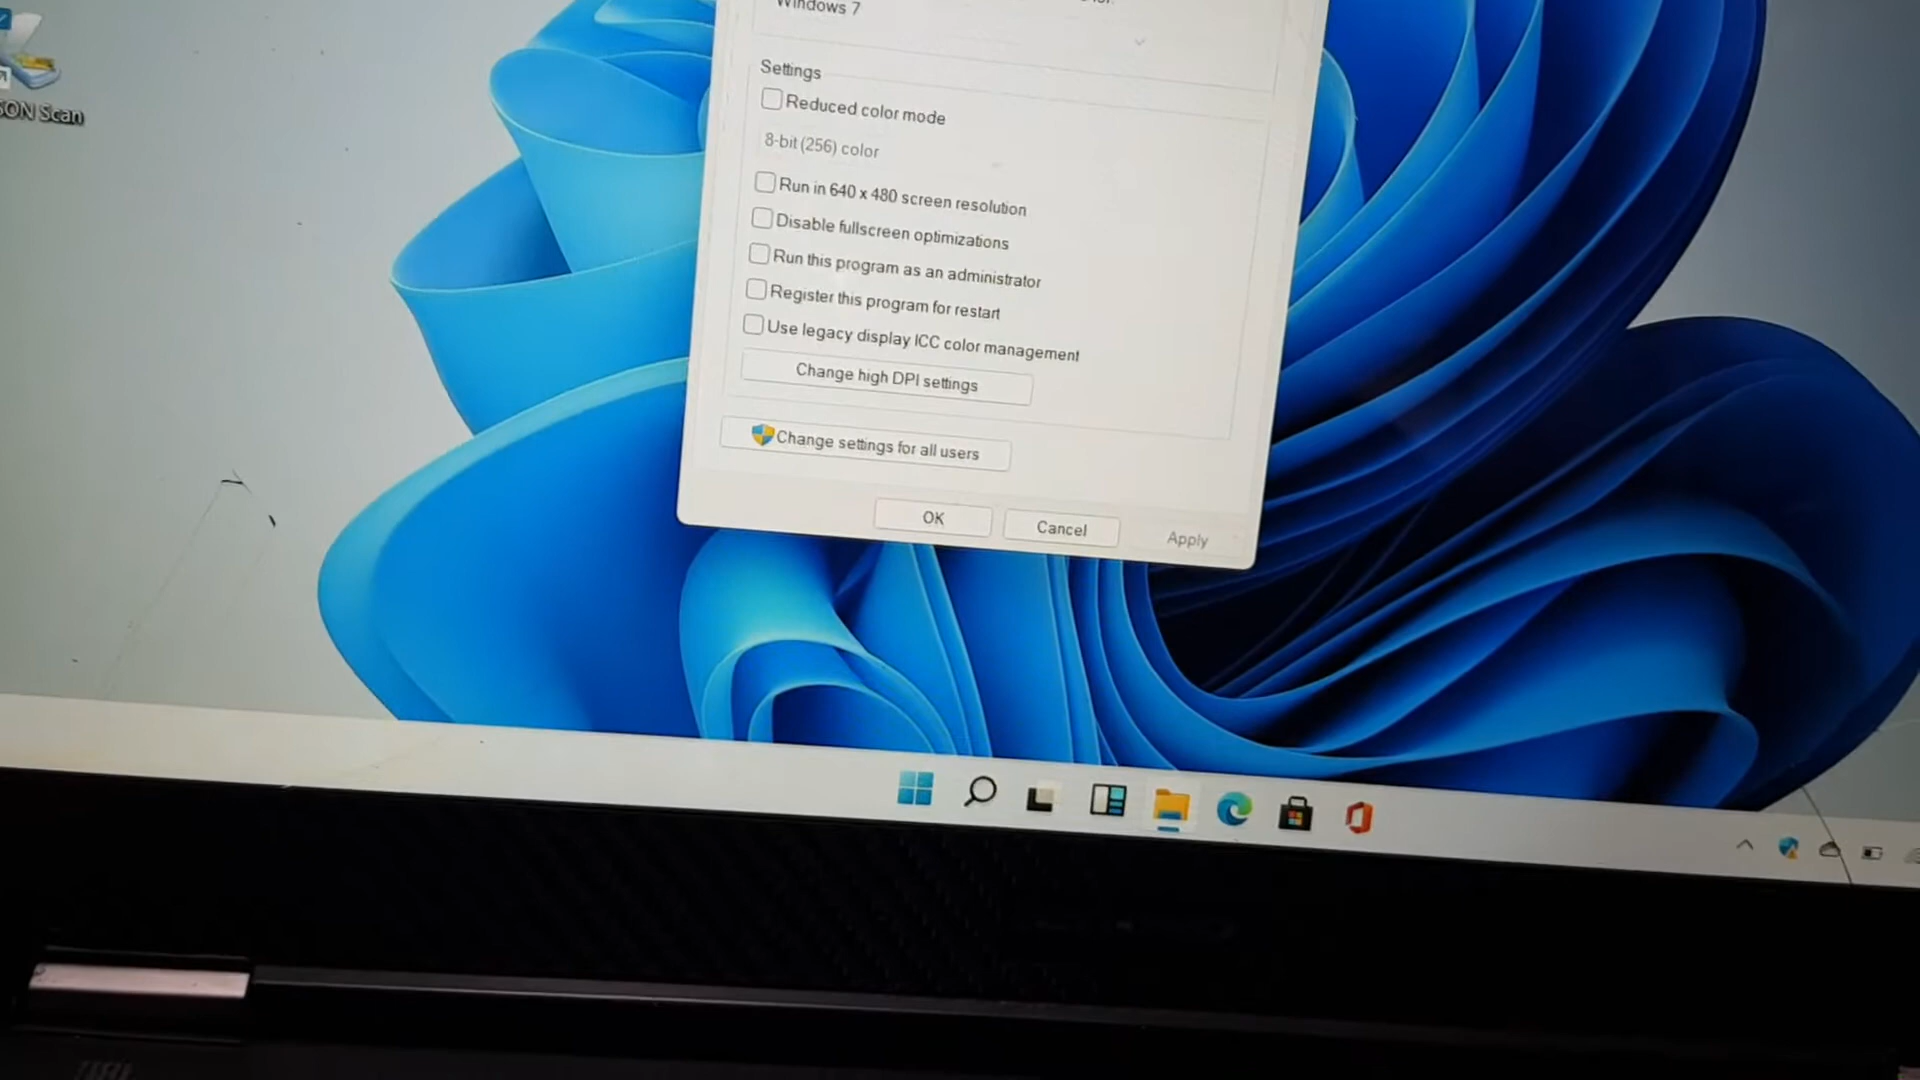 Windows 7
Settings
Reduced color mode
8-bit (256) color
SON Scan
Run in 640 x 480 screen resolution
Disable fullscreen optimizations
Run this program as an administrator
Register this program for restart
Use legacy display ICC color management
Change high DPI settings
Change settings for all users
OK
Cancel
Apply